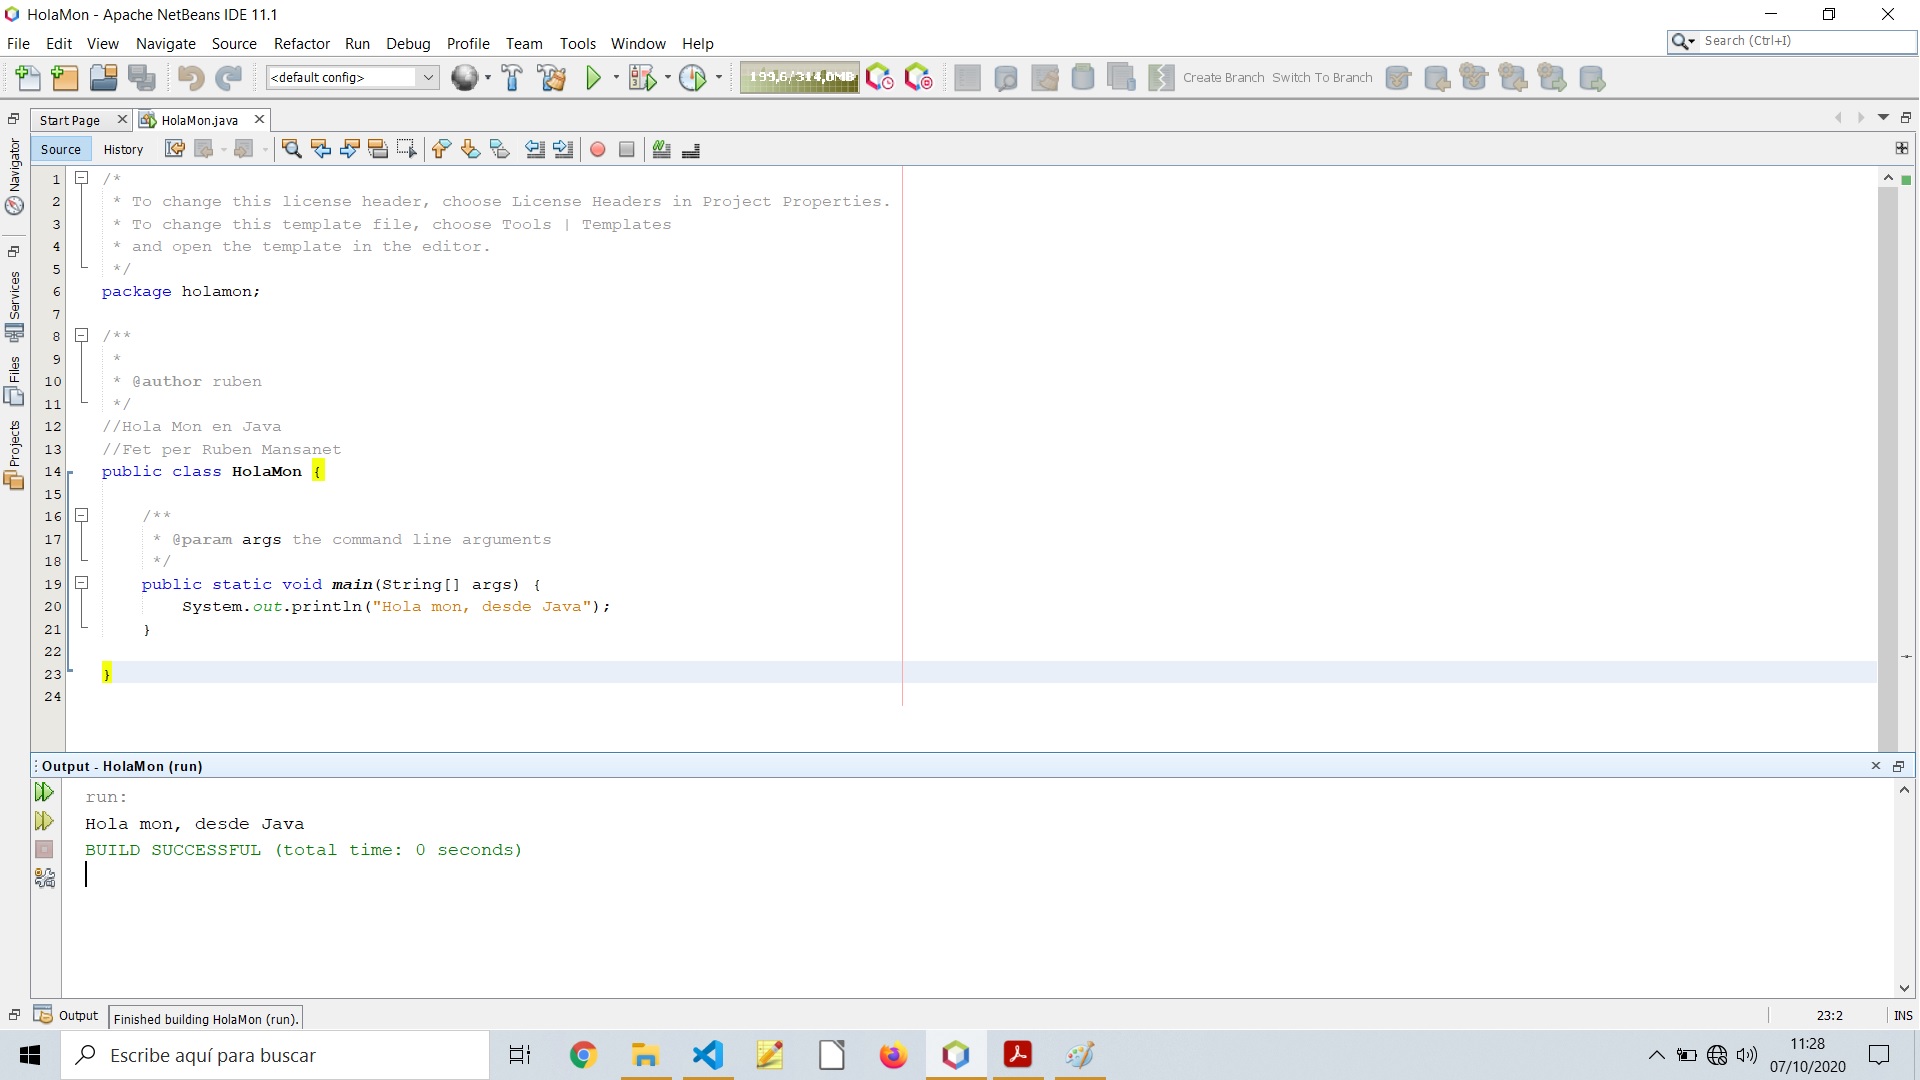 HolaMon - Apache NetBeans IDE 11.1
File Edit View Navigate Source Refactor Run Debug Profile Team Tools Window Help
Search (Ctrl+I)
<default config>
199,6/314,0MB
Create Branch Switch To Branch
Start Page
HolaMon.java
Source History
Navigator
Services
Files
Projects
1 /*
2 * To change this license header, choose License Headers in Project Properties.
3 * To change this template file, choose Tools | Templates
4 * and open the template in the editor.
5 */
6 package holamon;
7
8 /**
9 *
10 * @author ruben
11 */
12 //Hola Mon en Java
13 //Fet per Ruben Mansanet
14 public class HolaMon {
15
16 /**
17 * @param args the command line arguments
18 */
19 public static void main(String[] args) {
20 System.out.println("Hola mon, desde Java");
21 }
22
23 }
24
Output - HolaMon (run)
run:
Hola mon, desde Java
BUILD SUCCESSFUL (total time: 0 seconds)
Output
Finished building HolaMon (run).
23:2
INS
Escribe aquí para buscar
11:28
07/10/2020